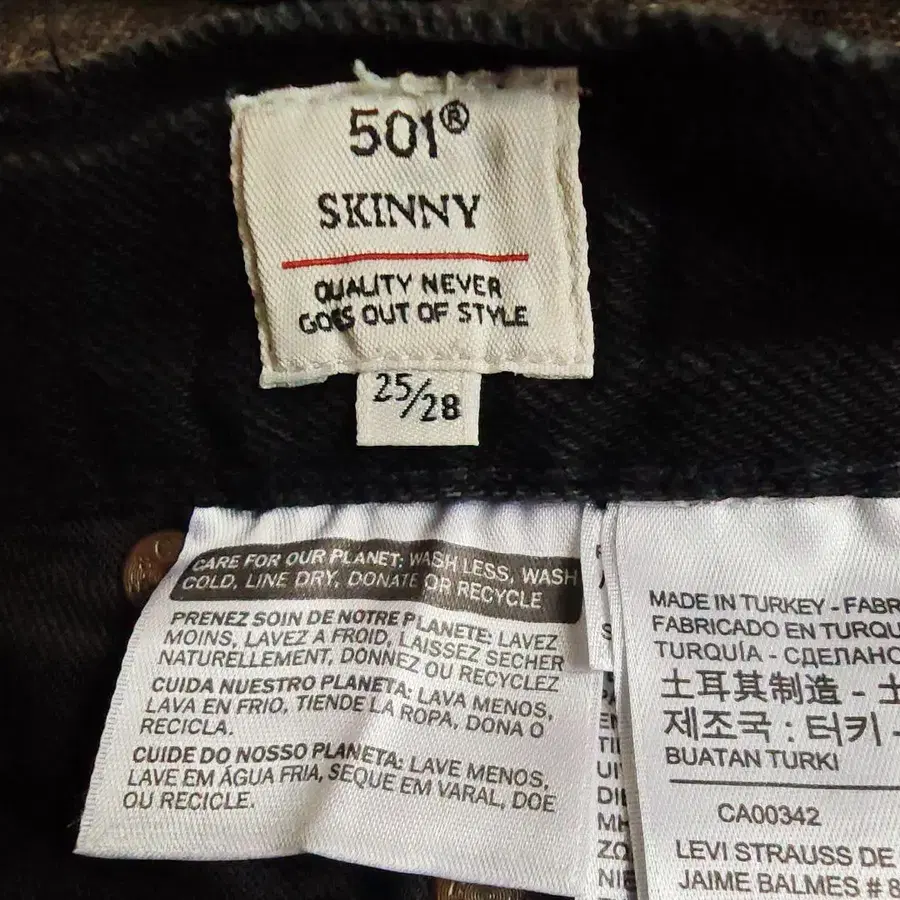 501®
SKINNY
QUALITY NEVER
GOES OUT OF STYLE
25/28
CARE FOR OUR PLANET: WASH LESS, WASH
COLD, LINE DRY, DONATE OR RECYCLE
PRENEZ SOIN DE NOTRE PLANETE: LAVEZ
MOINS, LAVEZ A FROID, LAISSEZ SECHER
NATURELLEMENT, DONNEZ OU RECYCLEZ
CUIDA NUESTRO PLANETA: LAVA MENOS,
LAVA EN FRIO, TIENDE LA ROPA, DONA O
RECICLA.
CUIDE DO NOSSO PLANETA: LAVE MENOS,
LAVE EM ÁGUA FRIA, SEQUE EM VARAL, DOE
OU RECICLE.
MADE IN TURKEY - FABR
FABRICADO EN TURQU
TURQUÍA - СДЕЛАНО
土耳其制造 - 土
제조국 : 터키 -
BUATAN TURKI
CA00342
LEVI STRAUSS DE
JAIME BALMES # 8